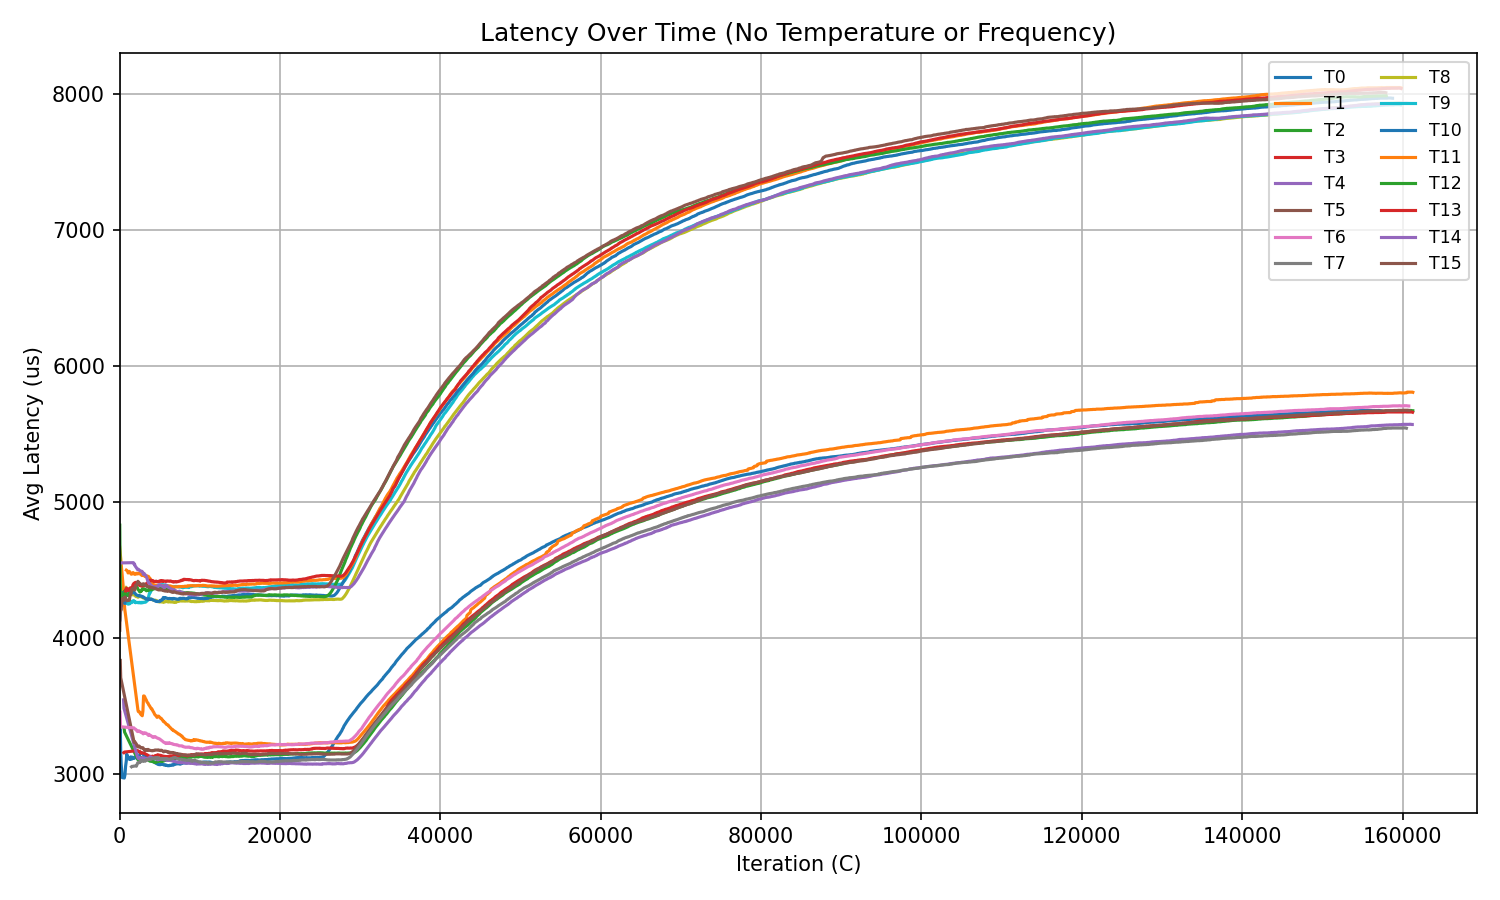 Latency Over Time (No Temperature or Frequency)
Avg Latency (us)
8000
7000
6000
5000
4000
3000
0 20000 40000 60000 80000 100000 120000 140000 160000
Iteration (C)
T0 T8
T1 T9
T2 T10
T3 T11
T4 T12
T5 T13
T6 T14
T7 T15